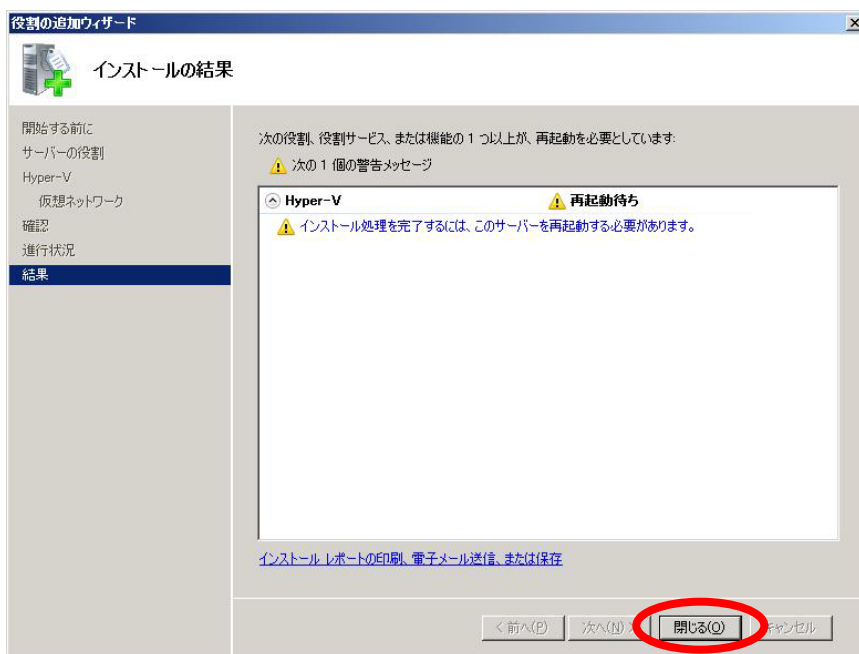 役割の追加ウィザード
インストールの結果
開始する前に
サーバーの役割
Hyper-V
仮想ネットワーク
確認
進行状況
結果
次の役割、役割サービス、または機能の 1 つ以上が、再起動を必要としています:
次の 1 個の警告メッセージ
Hyper-V 再起動待ち
インストール処理を完了するには、このサーバーを再起動する必要があります。
インストール レポートの印刷、電子メール送信、または保存
< 前へ(P) 次へ(N) > 閉じる(O) キャンセル